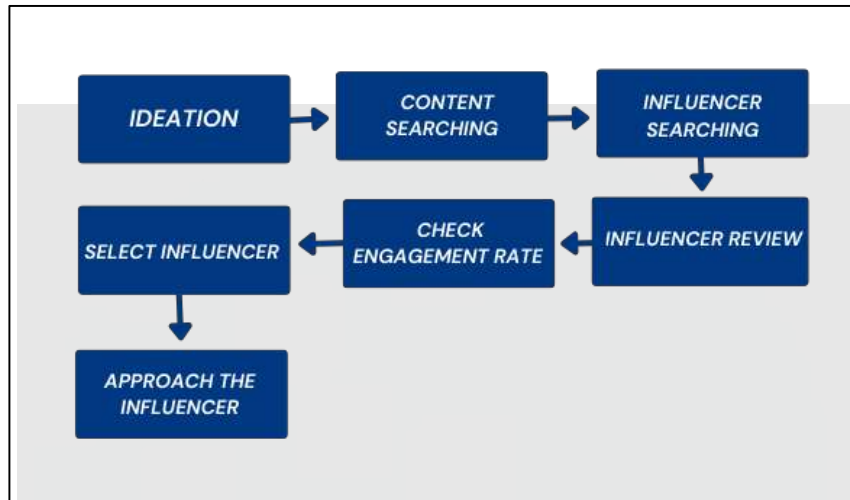 IDEATION
CONTENT
SEARCHING
INFLUENCER
SEARCHING
INFLUENCER REVIEW
CHECK
ENGAGEMENT RATE
SELECT INFLUENCER
APPROACH THE
INFLUENCER